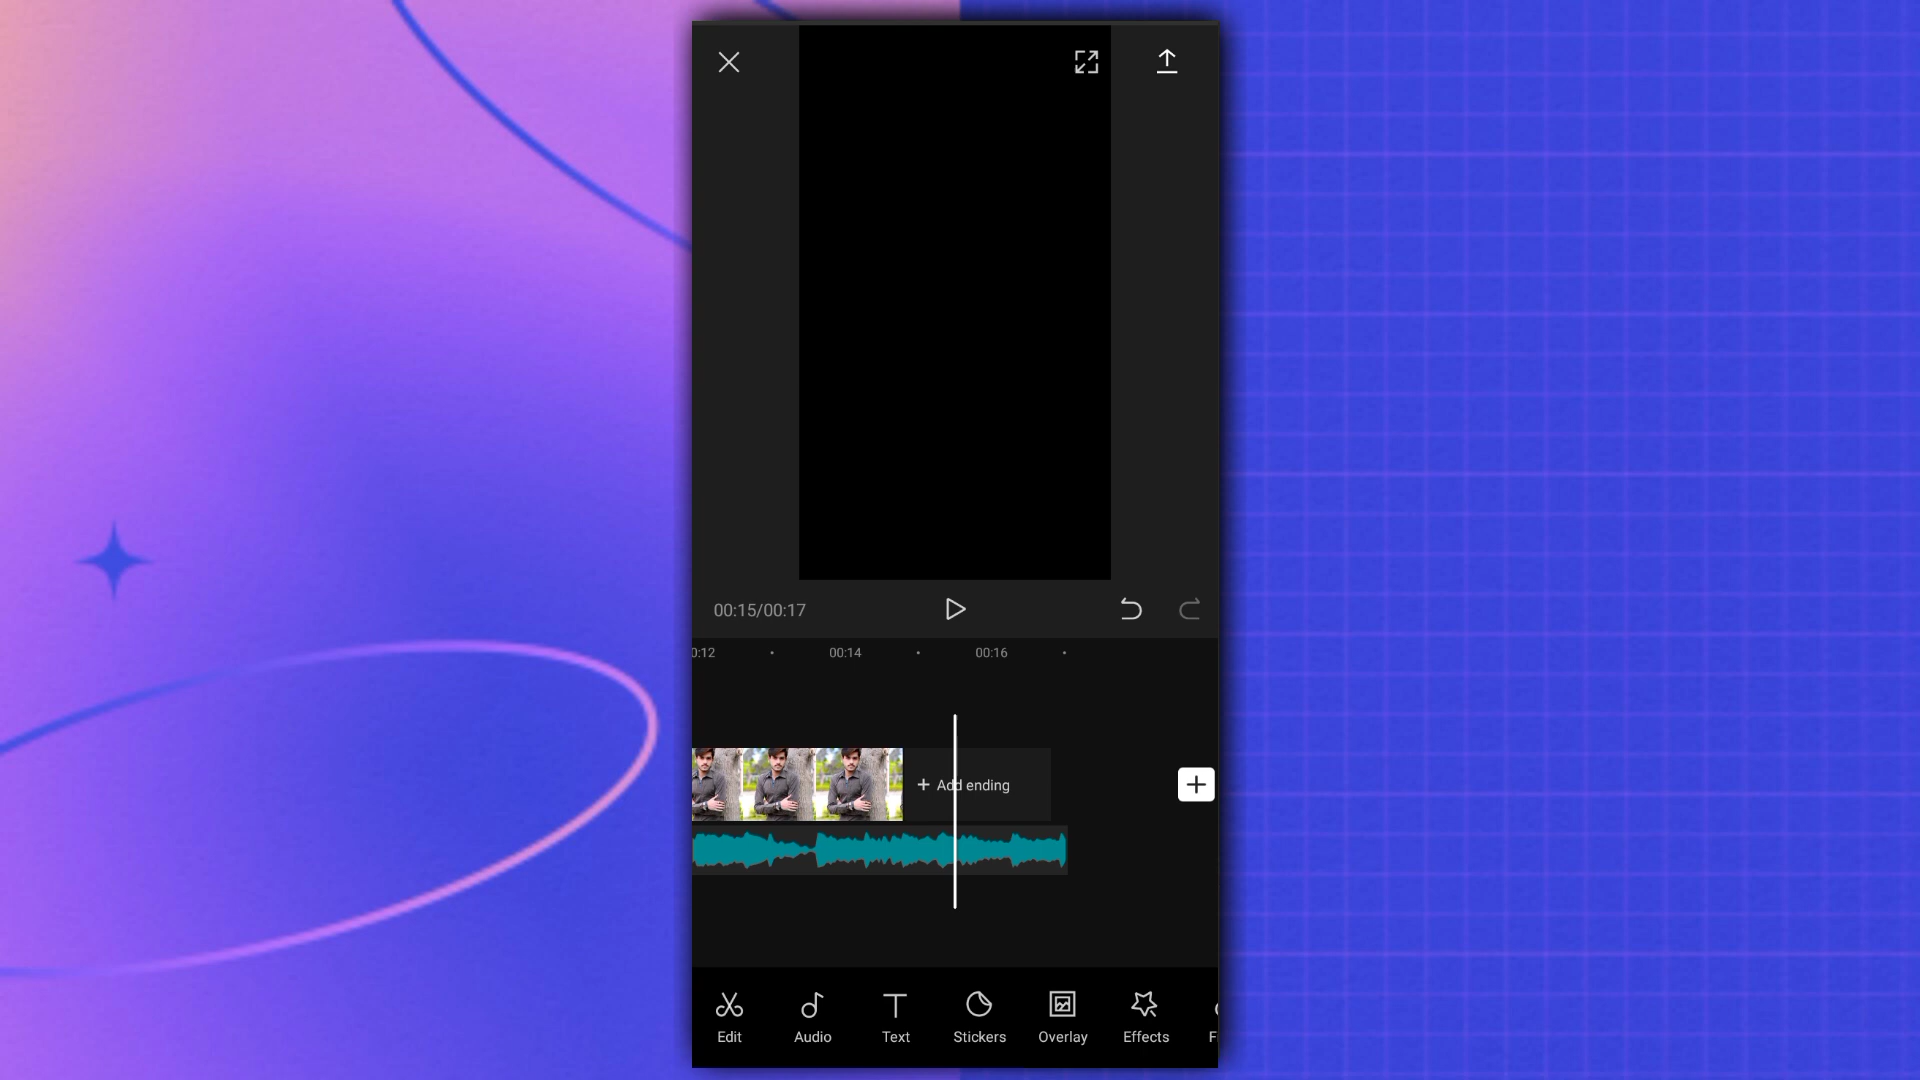 00:15/00:17
0:12 00:14 00:16
+ Add ending
Edit Audio Text Stickers Overlay Effects F